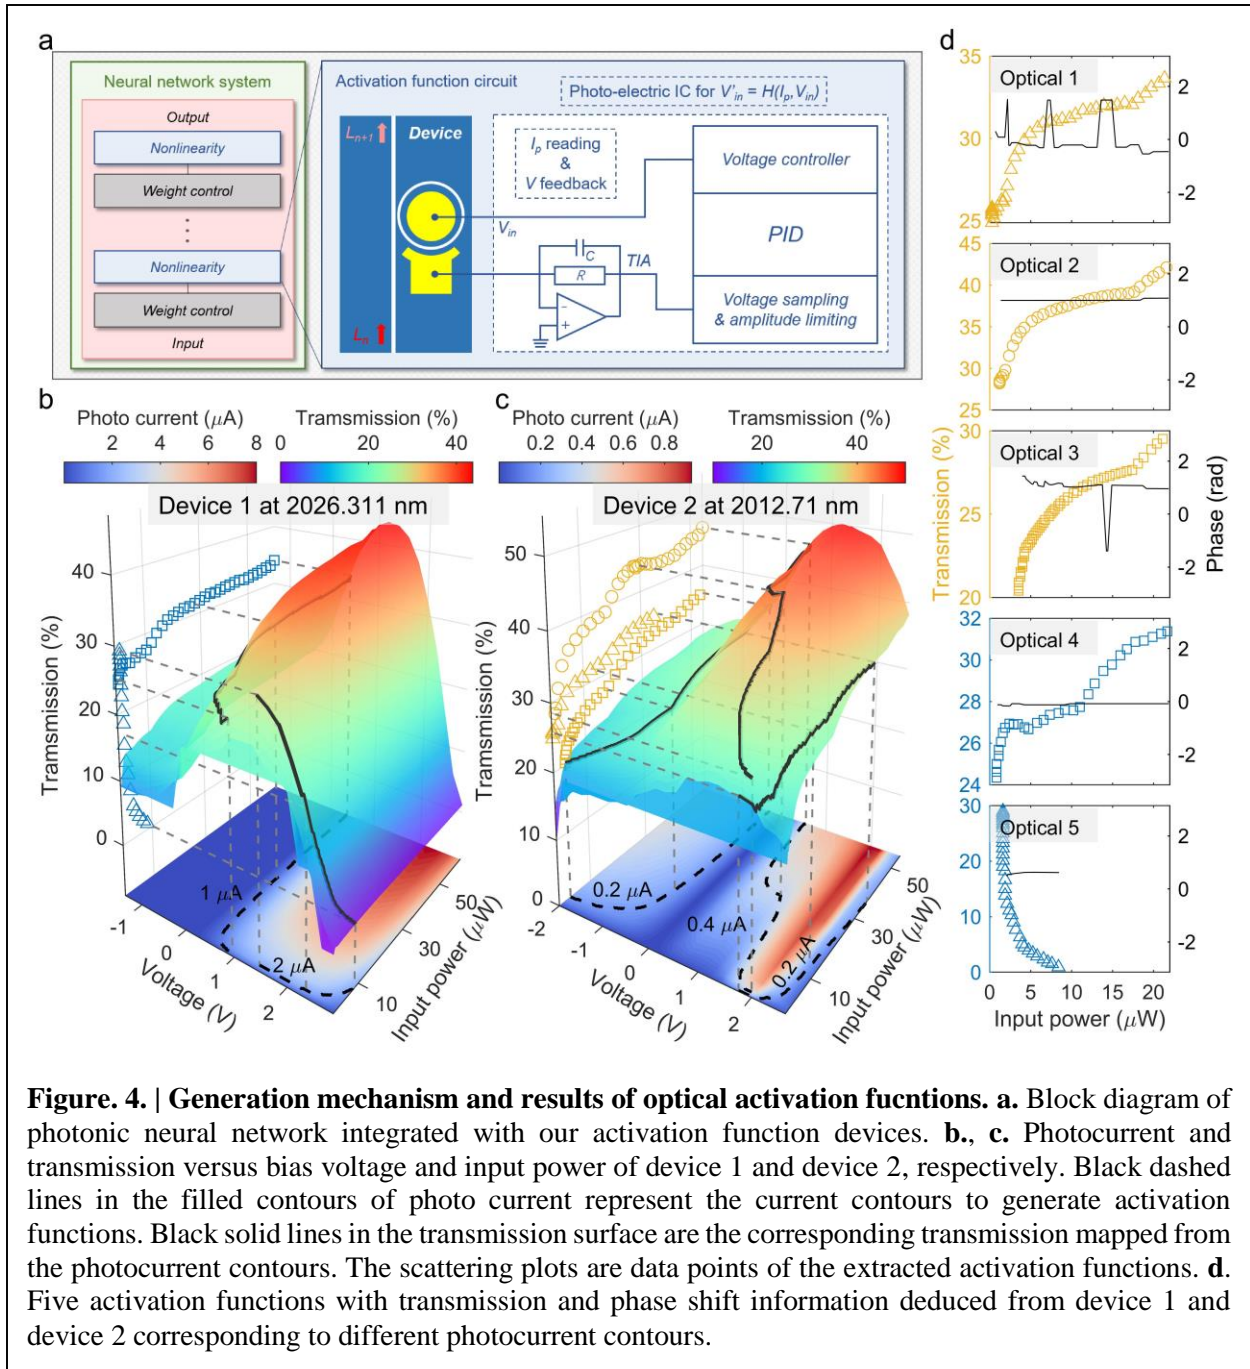 a
Neural network system
Output
Nonlinearity
Weight control
Nonlinearity
Weight control
Input
Activation function circuit
Photo-electric IC for V'in = H(Ip,Vin)
Ln+1
Device
Ln
Ip reading
&
V feedback
Vin
C
R
TIA
-
+
Voltage controller
PID
Voltage sampling
& amplitude limiting
b
Photo current (μA)
2 4 6 8
Transmission (%)
0 20 40
Device 1 at 2026.311 nm
Transmission (%)
40
30
20
10
0
1 μA
2 μA
-1 0 1 2
Voltage (V)
10 30 50
Input power (μW)
c
Photo current (μA)
0.2 0.4 0.6 0.8
Transmission (%)
20 40
Device 2 at 2012.71 nm
Transmission (%)
50
40
30
20
10
0
0.2 μA
0.4 μA
0.2 μA
-2 -1 0 1 2
Voltage (V)
10 30 50
Input power (μW)
d
Optical 1
35
30
25
2
0
-2
Optical 2
45
40
35
30
25
2
0
-2
Optical 3
30
25
20
2
0
-2
Transmission (%)
Phase (rad)
Optical 4
32
30
28
26
24
2
0
-2
Optical 5
30
20
10
0
2
0
-2
0 5 10 15 20
Input power (μW)
Figure. 4. | Generation mechanism and results of optical activation fucntions. a. Block diagram of
photonic neural network integrated with our activation function devices. b., c. Photocurrent and
transmission versus bias voltage and input power of device 1 and device 2, respectively. Black dashed
lines in the filled contours of photo current represent the current contours to generate activation
functions. Black solid lines in the transmission surface are the corresponding transmission mapped from
the photocurrent contours. The scattering plots are data points of the extracted activation functions. d.
Five activation functions with transmission and phase shift information deduced from device 1 and
device 2 corresponding to different photocurrent contours.